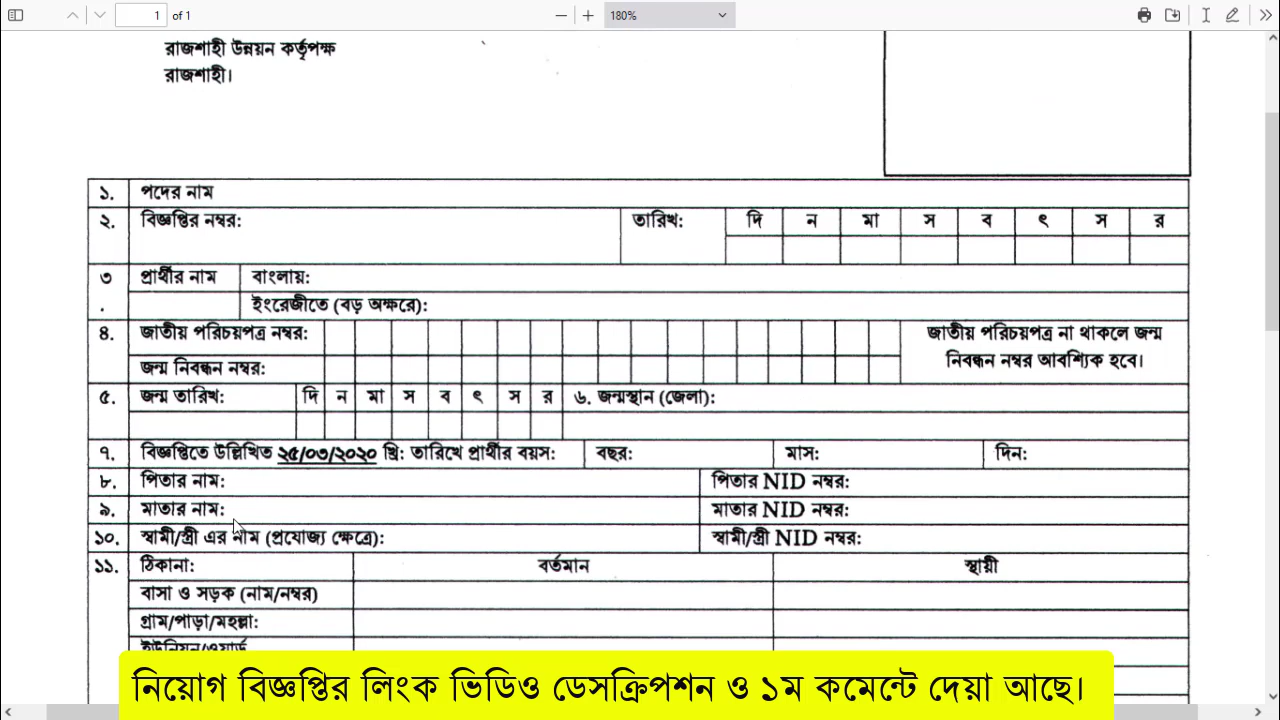 1 of 1 180%
রাজশাহী উন্নয়ন কর্তৃপক্ষ
রাজশাহী।
১. পদের নাম
২. বিজ্ঞপ্তির নম্বর: তারিখ: দি ন মা স ব ৎ স র
৩ প্রার্থীর নাম বাংলায়:
. ইংরেজীতে (বড় অক্ষরে):
৪. জাতীয় পরিচয়পত্র নম্বর: জাতীয় পরিচয়পত্র না থাকলে জন্ম
জন্ম নিবন্ধন নম্বর: নিবন্ধন নম্বর আবশ্যিক হবে।
৫. জন্ম তারিখ: দি ন মা স ব ৎ স র ৬. জন্মস্থান (জেলা):
৭. বিজ্ঞপ্তিতে উল্লিখিত ২৫/০৩/২০২০ খ্রি: তারিখে প্রার্থীর বয়স: বছর: মাস: দিন:
৮. পিতার নাম: পিতার NID নম্বর:
৯. মাতার নাম: মাতার NID নম্বর:
১০. স্বামী/স্ত্রী এর নাম (প্রযোজ্য ক্ষেত্রে): স্বামী/স্ত্রী NID নম্বর:
১১. ঠিকানা: বর্তমান স্থায়ী
বাসা ও সড়ক (নাম/নম্বর)
গ্রাম/পাড়া/মহল্লা:
ইউনিয়ন/ওয়ার্ড
নিয়োগ বিজ্ঞপ্তির লিংক ভিডিও ডেসক্রিপশন ও ১ম কমেন্টে দেয়া আছে।